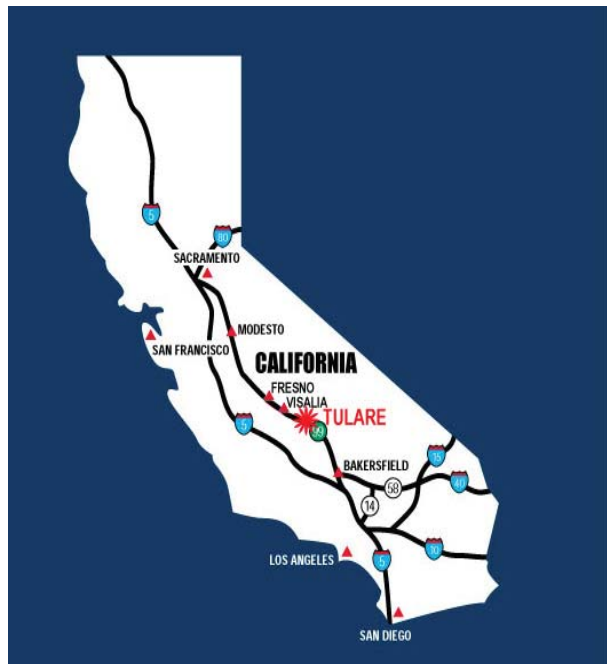 5
80
SACRAMENTO
MODESTO
SAN FRANCISCO
CALIFORNIA
FRESNO
VISALIA
TULARE
99
5
15
BAKERSFIELD
58
40
14
10
LOS ANGELES
5
SAN DIEGO